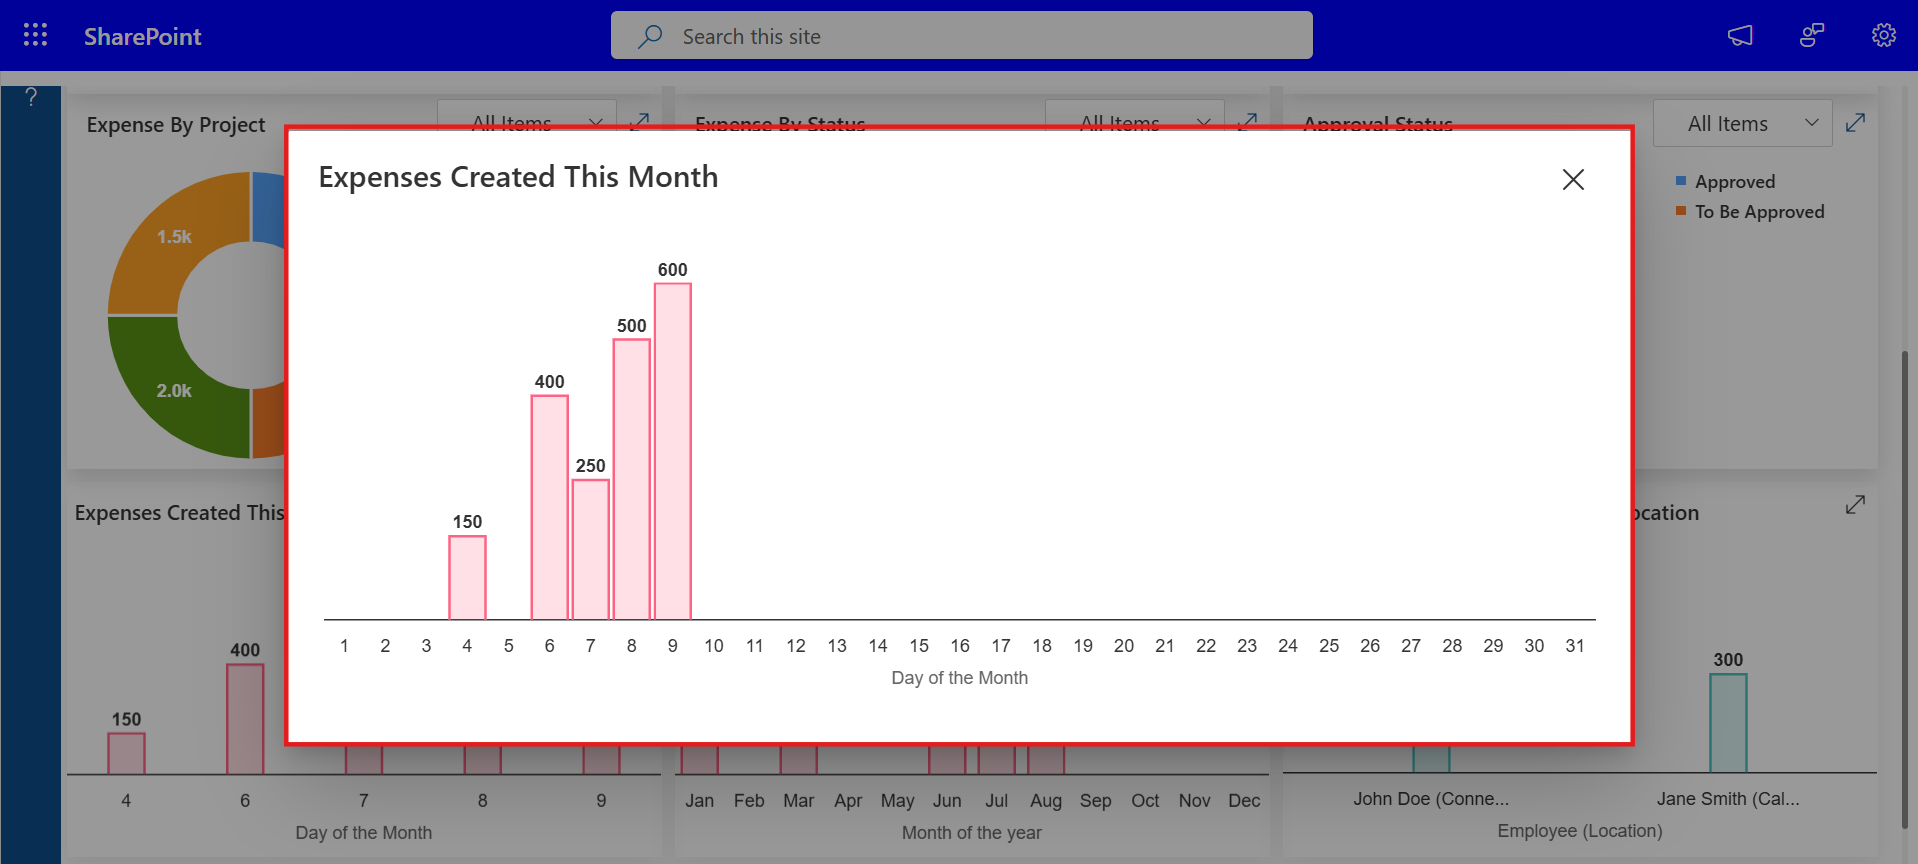 SharePoint
Search this site
?
Expense By Project
All Items
Expense By Status
All Items
Approval Status
All Items
Approved
To Be Approved
1.5k
2.0k
Expenses Created This Month
600
500
400
250
150
1 2 3 4 5 6 7 8 9 10 11 12 13 14 15 16 17 18 19 20 21 22 23 24 25 26 27 28 29 30 31
Day of the Month
Expenses Created This
ocation
400
150
300
4 6 7 8 9
Day of the Month
Jan Feb Mar Apr May Jun Jul Aug Sep Oct Nov Dec
Month of the year
John Doe (Conne... Jane Smith (Cal...
Employee (Location)